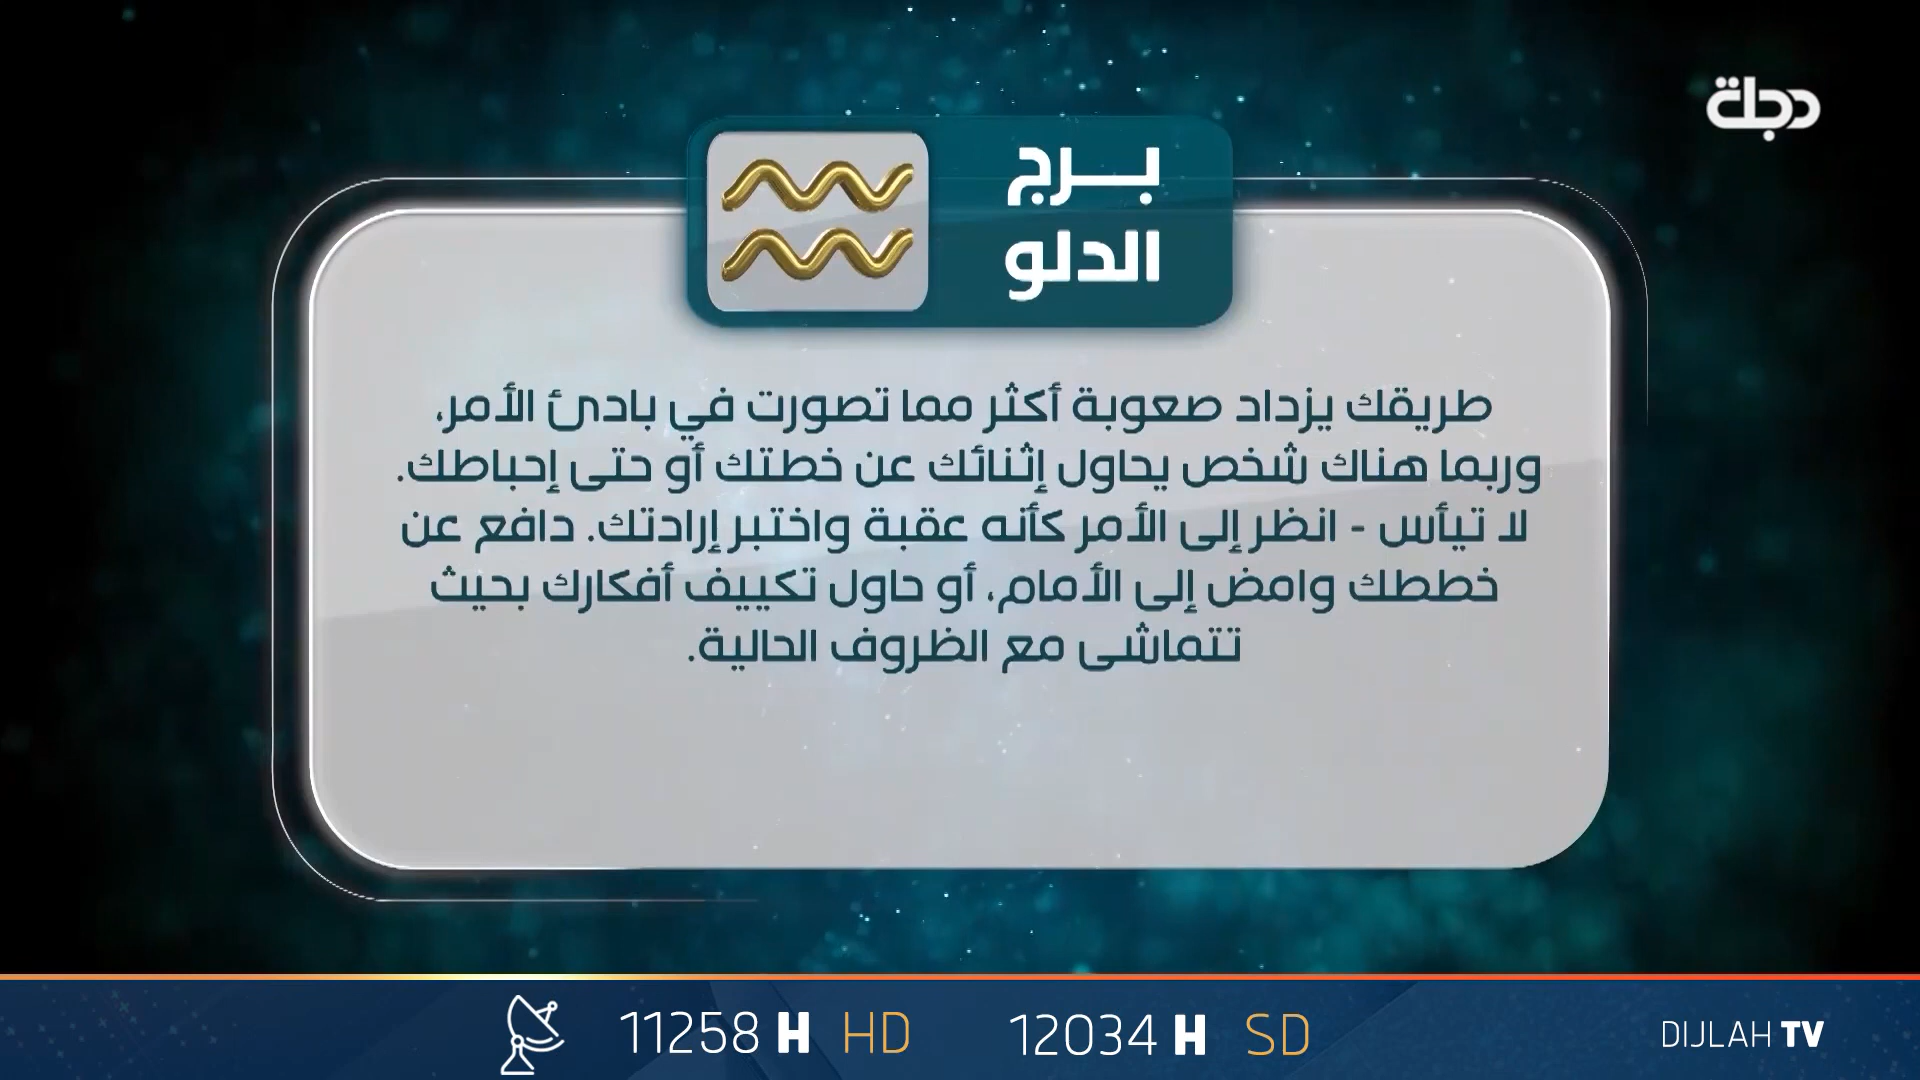 دجلة
برج
الدلو
طريقك يزداد صعوبة أكثر مما تصورت في بادئ الأمر،
وربما هناك شخص يحاول إثنائك عن خطتك أو حتى إحباطك.
لا تيأس - انظر إلى الأمر كأنه عقبة واختبر إرادتك. دافع عن
خططك وامض إلى الأمام، أو حاول تكييف أفكارك بحيث
تتماشى مع الظروف الحالية.
11258 H HD 12034 H SD DIJLAH TV